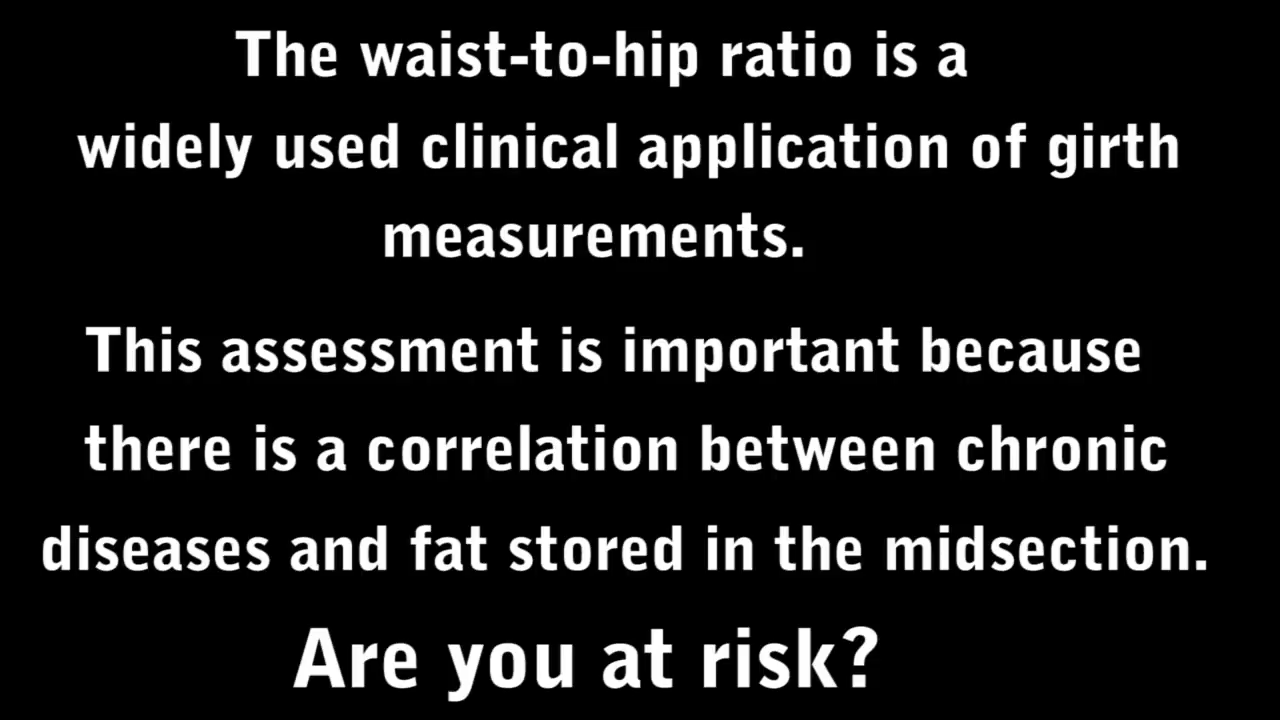 The waist-to-hip ratio is a
widely used clinical application of girth
measurements.
This assessment is important because
there is a correlation between chronic
diseases and fat stored in the midsection.
Are you at risk?